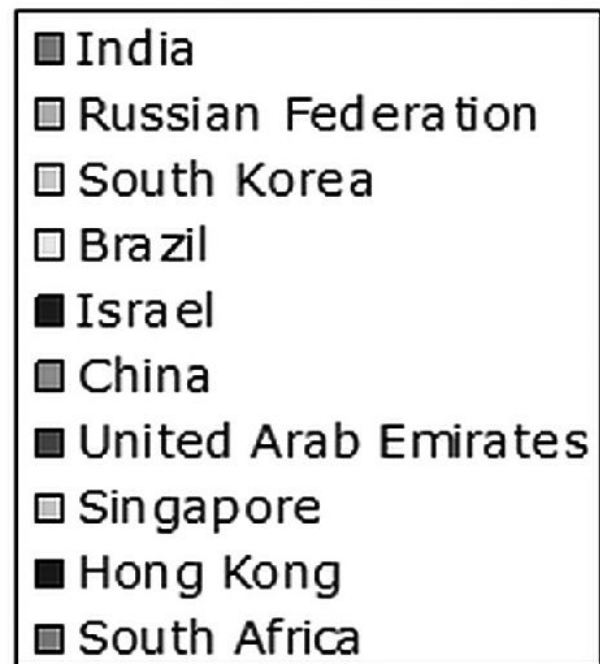 India
Russian Federation
South Korea
Brazil
Israel
China
United Arab Emirates
Singapore
Hong Kong
South Africa